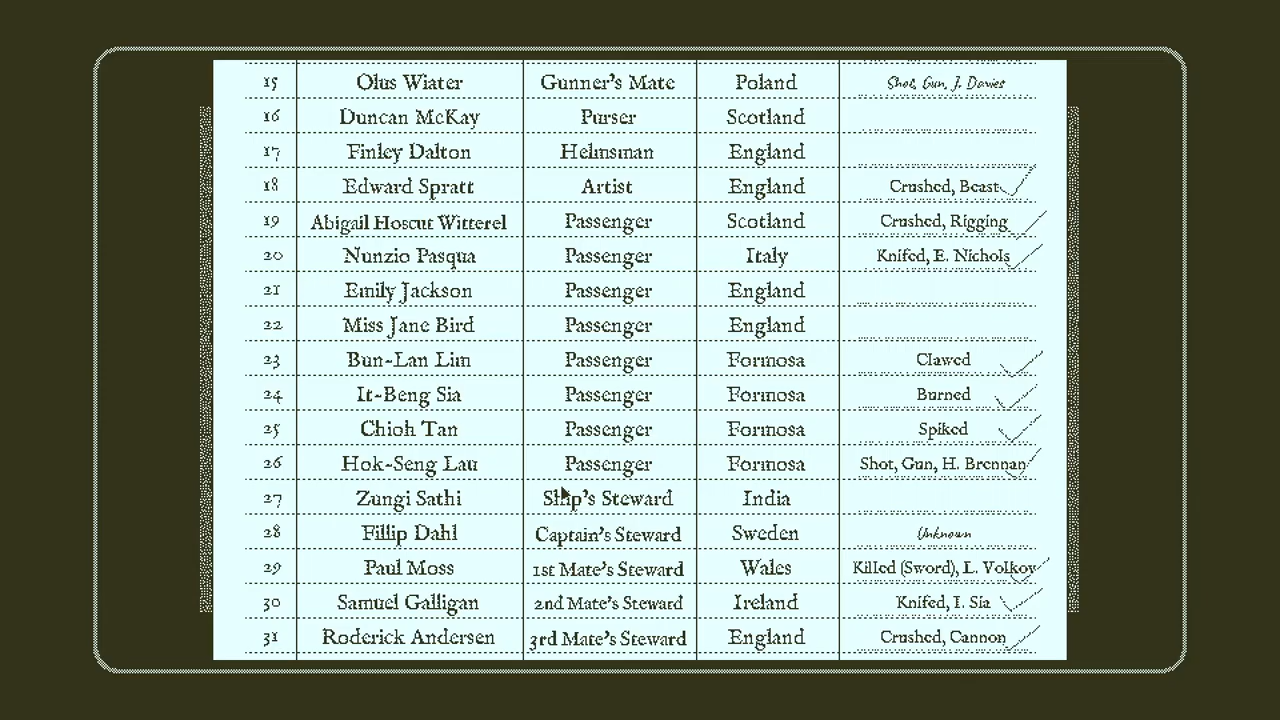 15 Olus Wiater Gunner's Mate Poland Shot, Gun, J. Davies
16 Duncan McKay Purser Scotland
17 Finley Dalton Helmsman England
18 Edward Spratt Artist England Crushed, Beast
19 Abigail Hoscut Witterel Passenger Scotland Crushed, Rigging
20 Nunzio Pasqua Passenger Italy Knifed, E. Nichols
21 Emily Jackson Passenger England
22 Miss Jane Bird Passenger England
23 Bun-Lan Lim Passenger Formosa Clawed
24 It-Beng Sia Passenger Formosa Burned
25 Chioh Tan Passenger Formosa Spiked
26 Hok-Seng Lau Passenger Formosa Shot, Gun, H. Brennan
27 Zungi Sathi Ship's Steward India
28 Fillip Dahl Captain's Steward Sweden Unknown
29 Paul Moss 1st Mate's Steward Wales Killed (Sword), L. Volkov
30 Samuel Galligan 2nd Mate's Steward Ireland Knifed, I. Sia
31 Roderick Andersen 3rd Mate's Steward England Crushed, Cannon